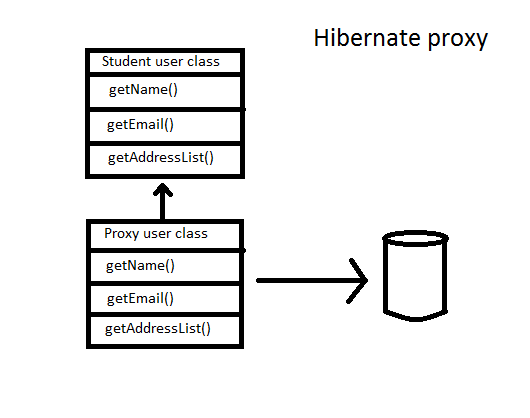 Hibernate proxy
Student user class
getName()
getEmail()
getAddressList()
Proxy user class
getName()
getEmail()
getAddressList()